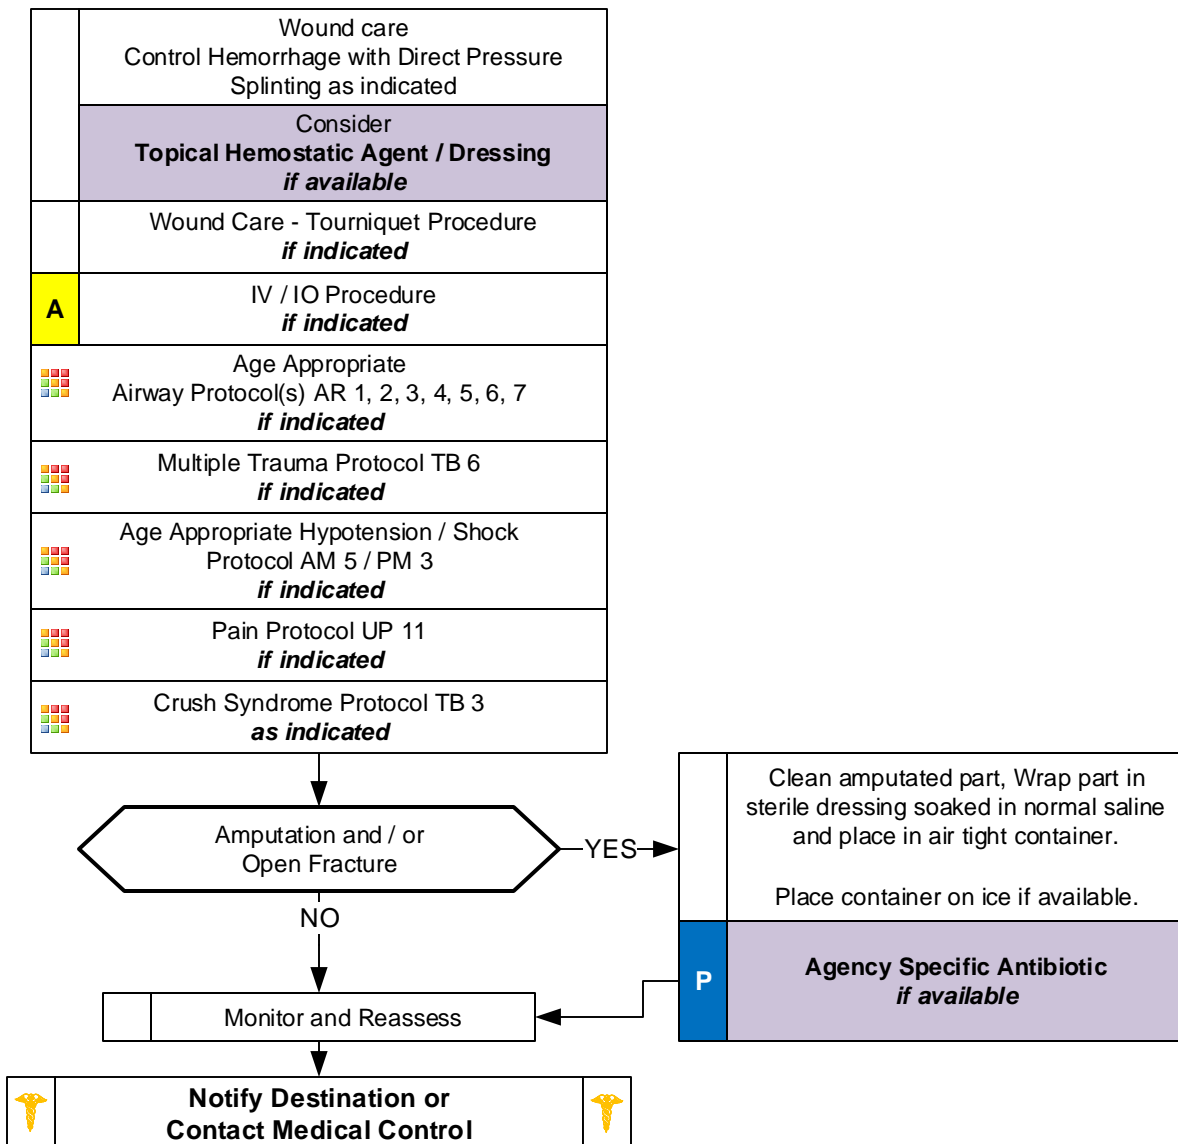 Wound care
Control Hemorrhage with Direct Pressure
Splinting as indicated
Consider
Topical Hemostatic Agent / Dressing
if available
Wound Care - Tourniquet Procedure
if indicated
A
IV / IO Procedure
if indicated
Age Appropriate
Airway Protocol(s) AR 1, 2, 3, 4, 5, 6, 7
if indicated
Multiple Trauma Protocol TB 6
if indicated
Age Appropriate Hypotension / Shock
Protocol AM 5 / PM 3
if indicated
Pain Protocol UP 11
if indicated
Crush Syndrome Protocol TB 3
as indicated
Amputation and / or
Open Fracture
YES
Clean amputated part, Wrap part in
sterile dressing soaked in normal saline
and place in air tight container.
Place container on ice if available.
P
Agency Specific Antibiotic
if available
NO
Monitor and Reassess
Notify Destination or
Contact Medical Control